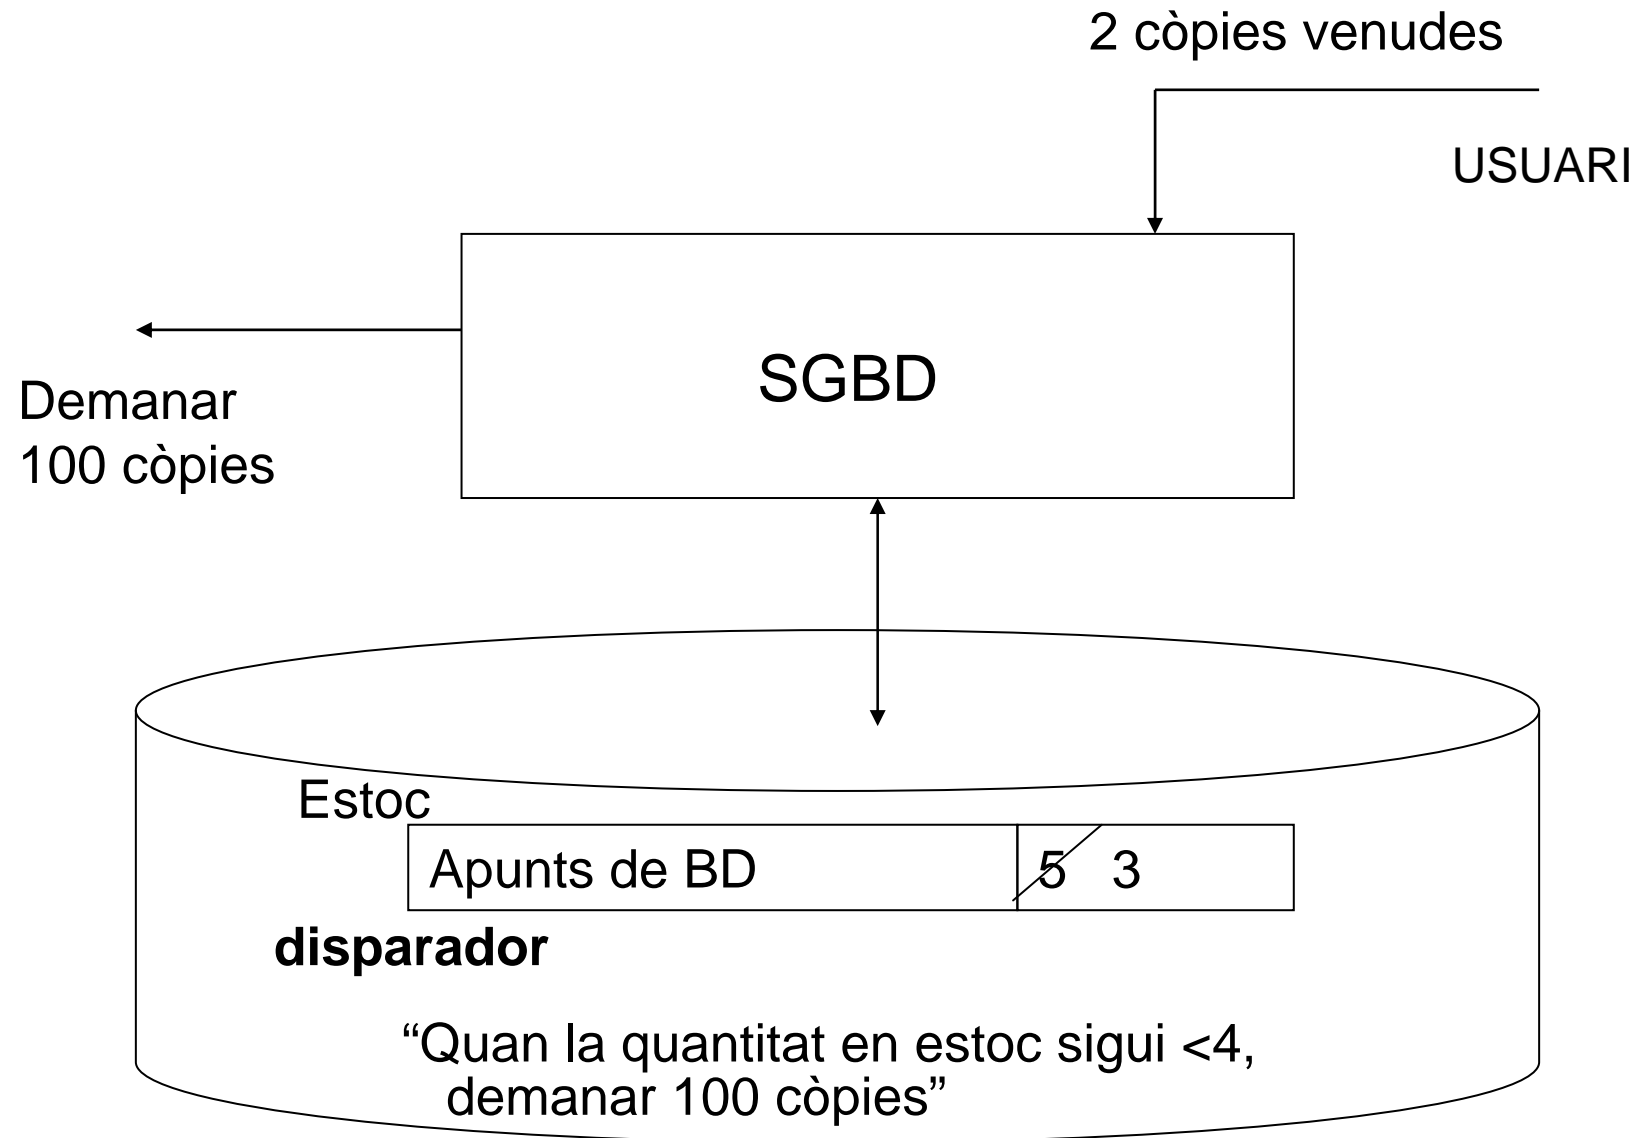 2 còpies venudes
USUARI
SGBD
Demanar
100 còpies
Estoc
Apunts de BD 5 3
disparador
“Quan la quantitat en estoc sigui <4,
demanar 100 còpies”